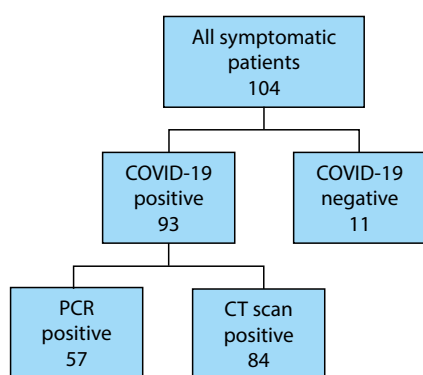 All symptomatic
patients
104
COVID-19
positive
93
COVID-19
negative
11
PCR
positive
57
CT scan
positive
84